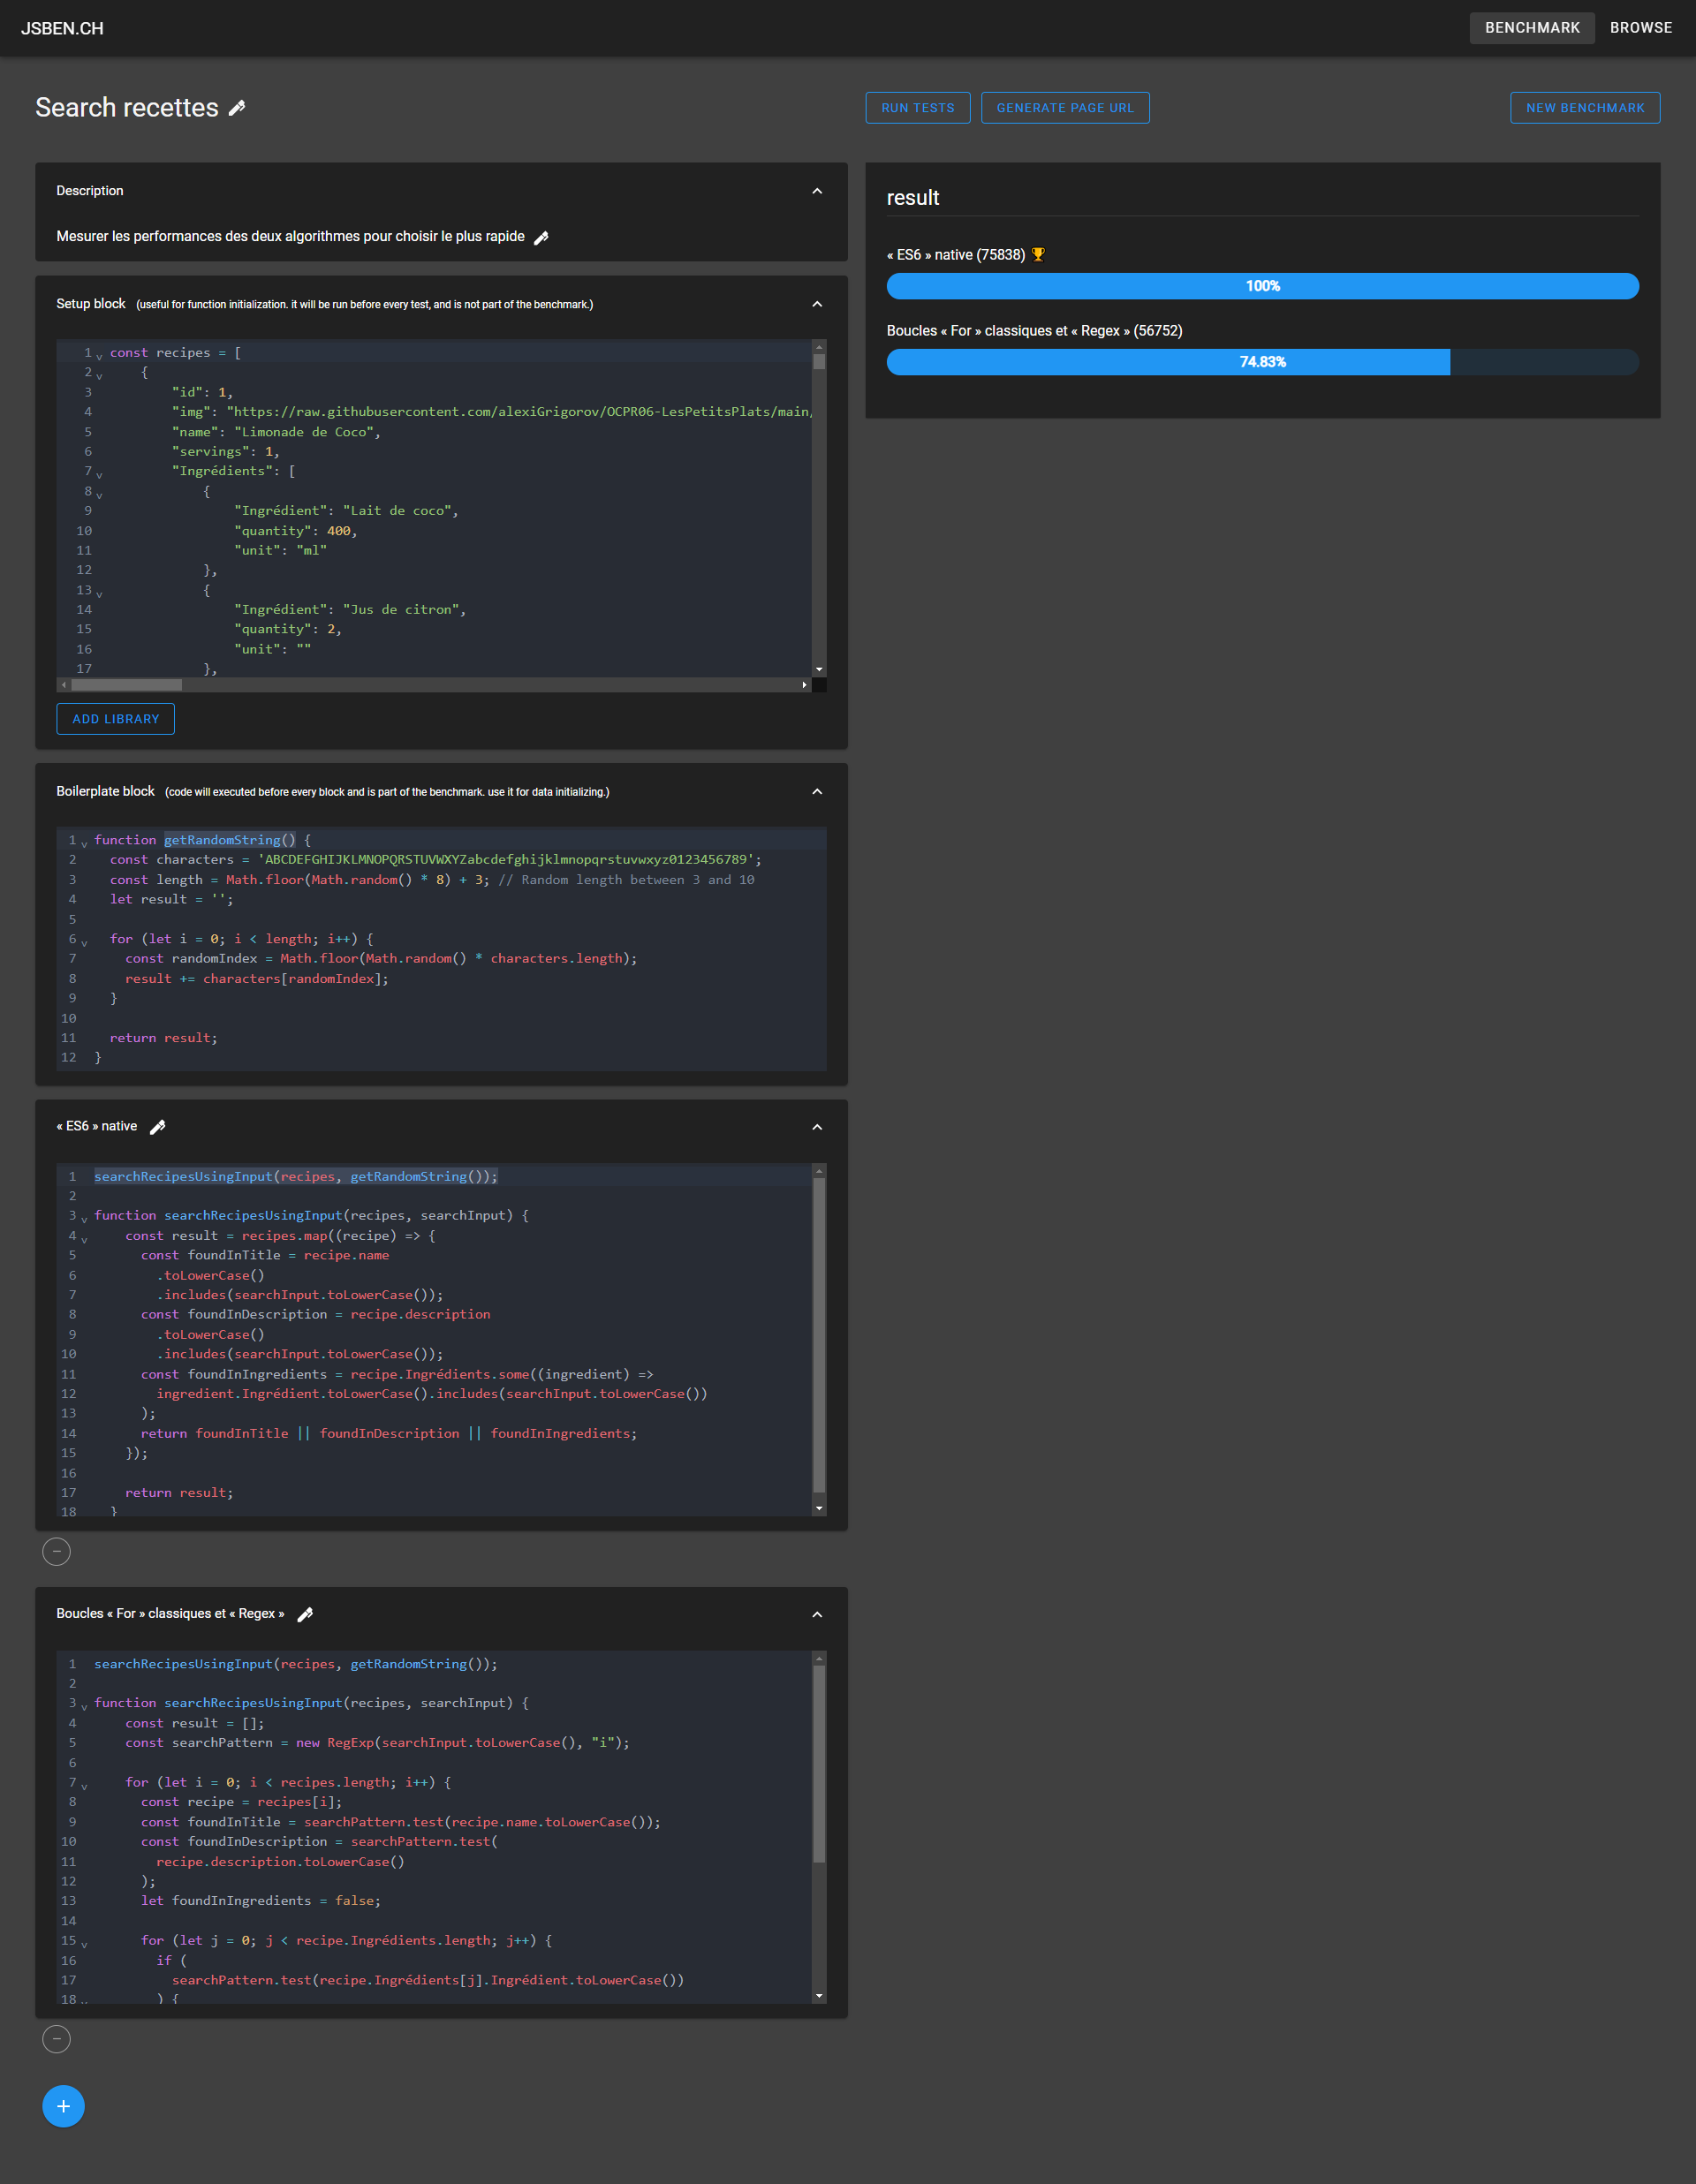 JSBEN.CH
BENCHMARK
BROWSE
Search recettes
RUN TESTS
GENERATE PAGE URL
NEW BENCHMARK
Description
Mesurer les performances des deux algorithmes pour choisir le plus rapide
Setup block (useful for function initialization. it will be run before every test, and is not part of the benchmark.)
1 const recipes = [
2 {
3 "id": 1,
4 "img": "https://raw.githubusercontent.com/alexiGrigorov/OCPR06-LesPetitsPlats/main/
5 "name": "Limonade de Coco",
6 "servings": 1,
7 "Ingrédients": [
8 {
9 "Ingrédient": "Lait de coco",
10 "quantity": 400,
11 "unit": "ml"
12 },
13 {
14 "Ingrédient": "Jus de citron",
15 "quantity": 2,
16 "unit": ""
17 },
ADD LIBRARY
Boilerplate block (code will executed before every block and is part of the benchmark. use it for data initializing.)
1 function getRandomString() {
2 const characters = 'ABCDEFGHIJKLMNOPQRSTUVWXYZabcdefghijklmnopqrstuvwxyz0123456789';
3 const length = Math.floor(Math.random() * 8) + 3; // Random length between 3 and 10
4 let result = '';
5
6 for (let i = 0; i < length; i++) {
7 const randomIndex = Math.floor(Math.random() * characters.length);
8 result += characters[randomIndex];
9 }
10
11 return result;
12 }
« ES6 » native
1 searchRecipesUsingInput(recipes, getRandomString());
2
3 function searchRecipesUsingInput(recipes, searchInput) {
4 const result = recipes.map((recipe) => {
5 const foundInTitle = recipe.name
6 .toLowerCase()
7 .includes(searchInput.toLowerCase());
8 const foundInDescription = recipe.description
9 .toLowerCase()
10 .includes(searchInput.toLowerCase());
11 const foundInIngredients = recipe.Ingrédients.some((ingredient) =>
12 ingredient.Ingrédient.toLowerCase().includes(searchInput.toLowerCase())
13 );
14 return foundInTitle || foundInDescription || foundInIngredients;
15 });
16
17 return result;
18 }
Boucles « For » classiques et « Regex »
1 searchRecipesUsingInput(recipes, getRandomString());
2
3 function searchRecipesUsingInput(recipes, searchInput) {
4 const result = [];
5 const searchPattern = new RegExp(searchInput.toLowerCase(), "i");
6
7 for (let i = 0; i < recipes.length; i++) {
8 const recipe = recipes[i];
9 const foundInTitle = searchPattern.test(recipe.name.toLowerCase());
10 const foundInDescription = searchPattern.test(
11 recipe.description.toLowerCase()
12 );
13 let foundInIngredients = false;
14
15 for (let j = 0; j < recipe.Ingrédients.length; j++) {
16 if (
17 searchPattern.test(recipe.Ingrédients[j].Ingrédient.toLowerCase())
18 ) {
result
« ES6 » native (75838)
100%
Boucles « For » classiques et « Regex » (56752)
74.83%